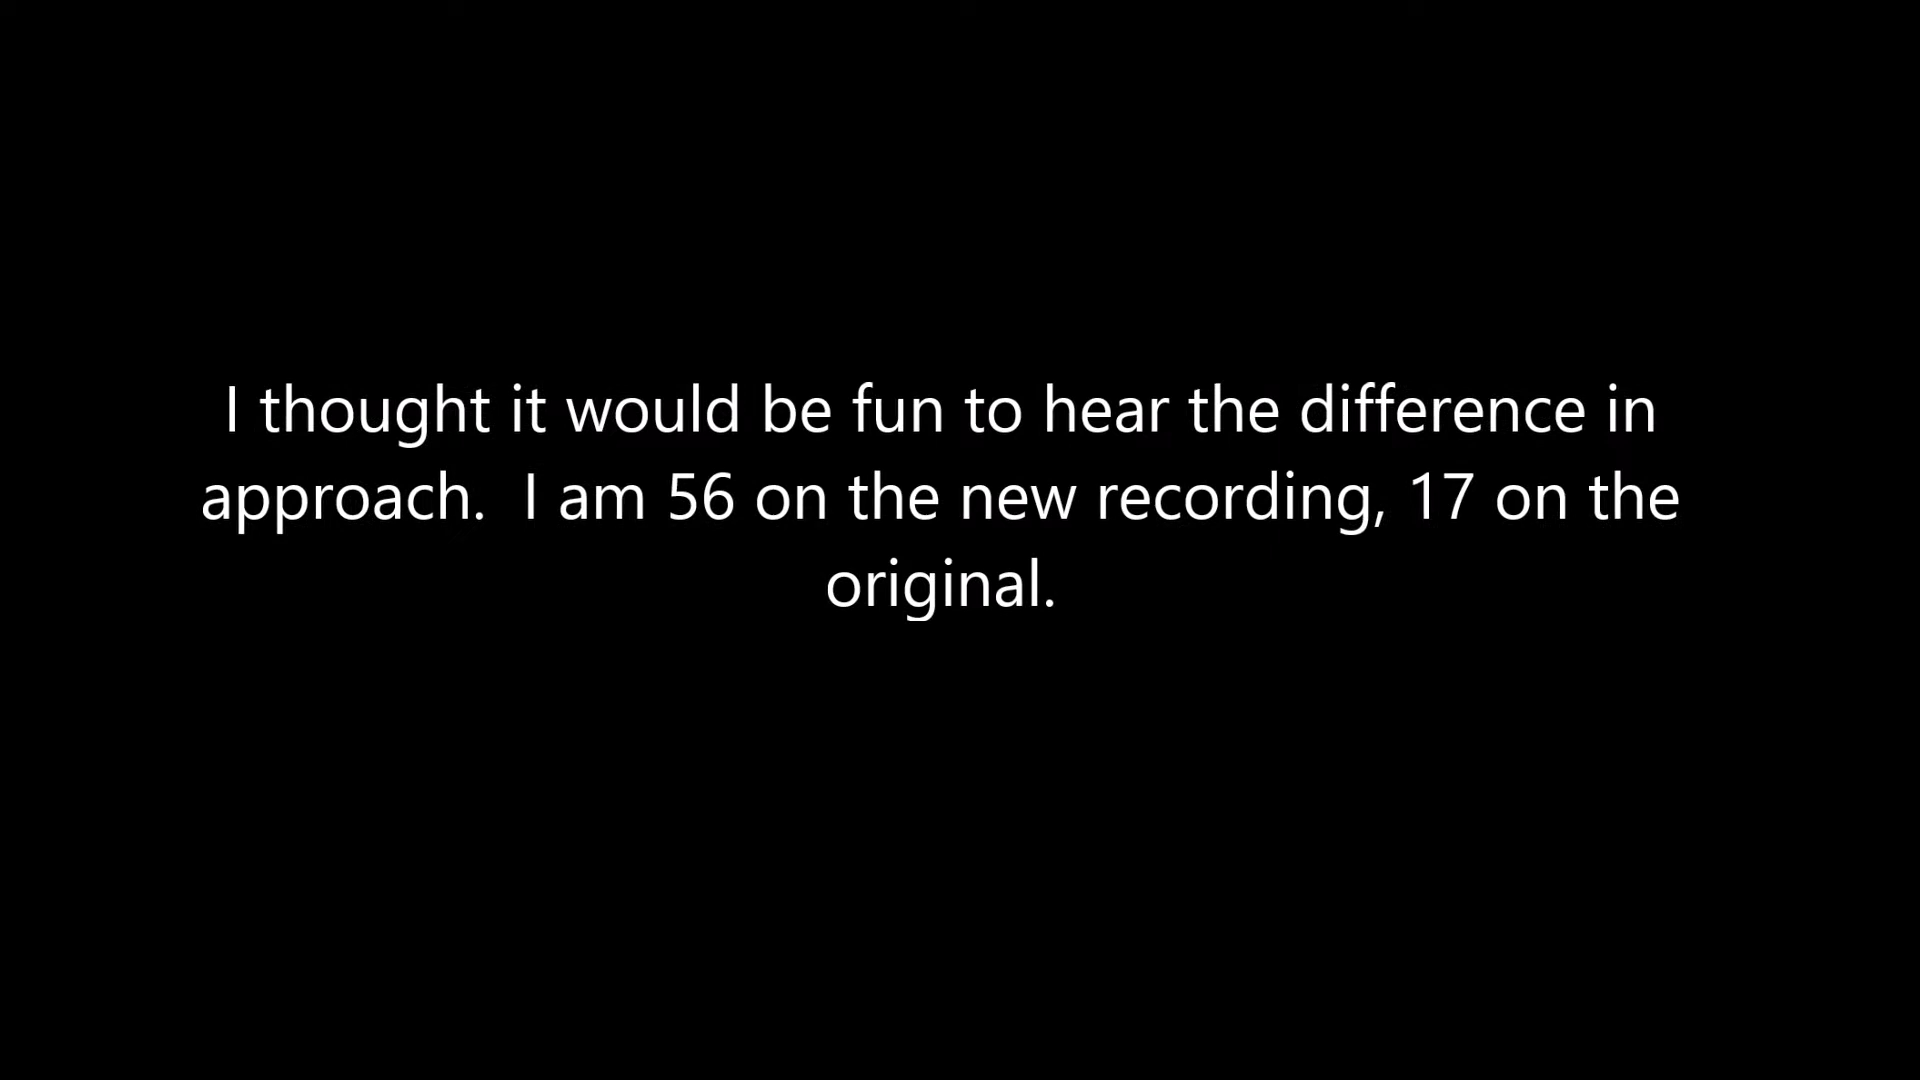 I thought it would be fun to hear the difference in
approach.  I am 56 on the new recording, 17 on the
original.